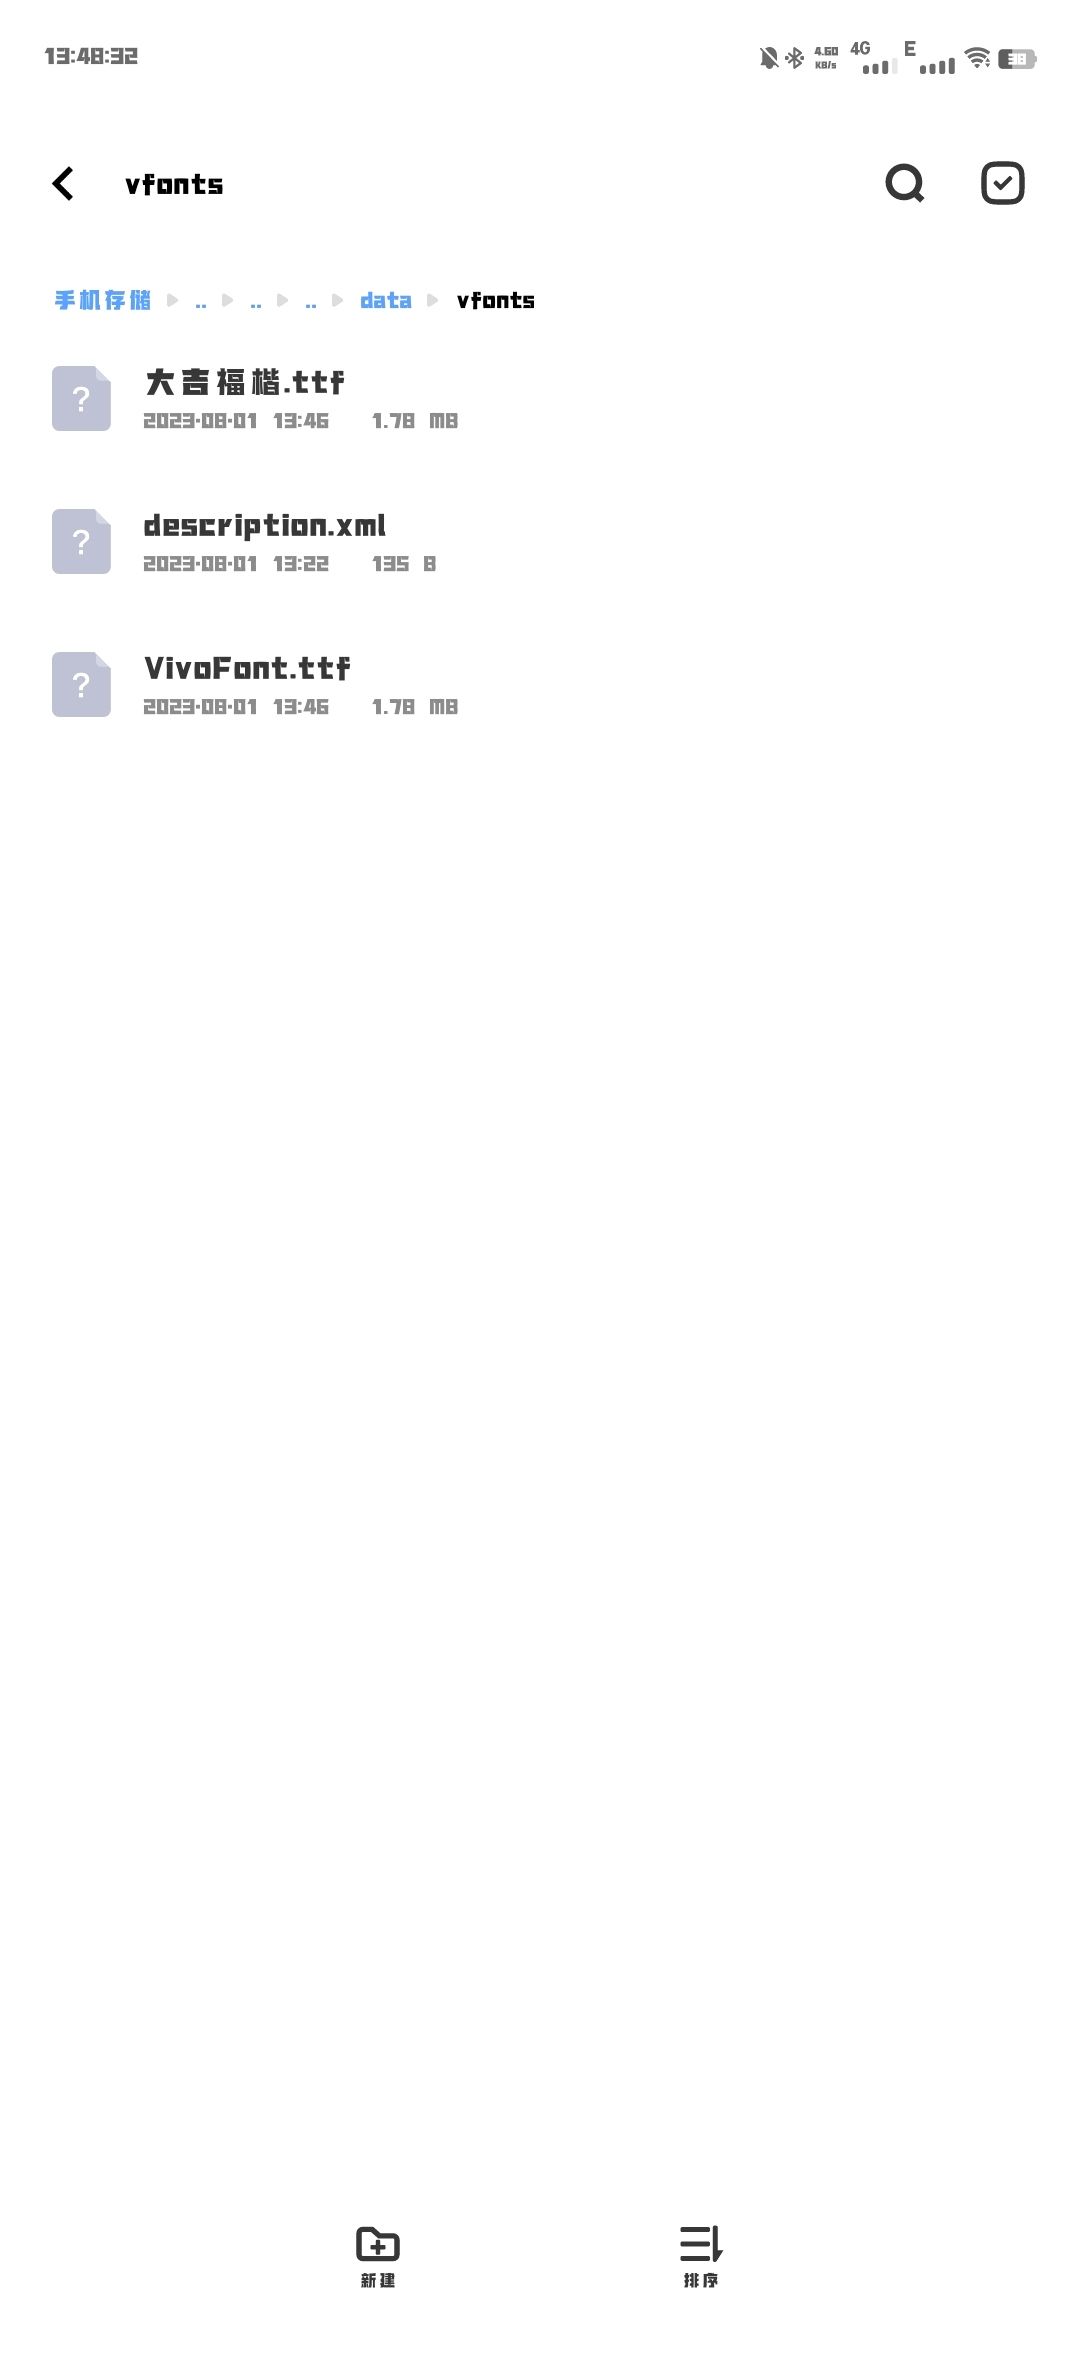 13:48:32
4.60 KB/s 4G E 38
vfonts
手机存储 .. .. .. data vfonts
大吉福楷.ttf
2023-08-01 13:46 1.78 MB
description.xml
2023-08-01 13:22 135 B
VivoFont.ttf
2023-08-01 13:46 1.78 MB
新建 排序